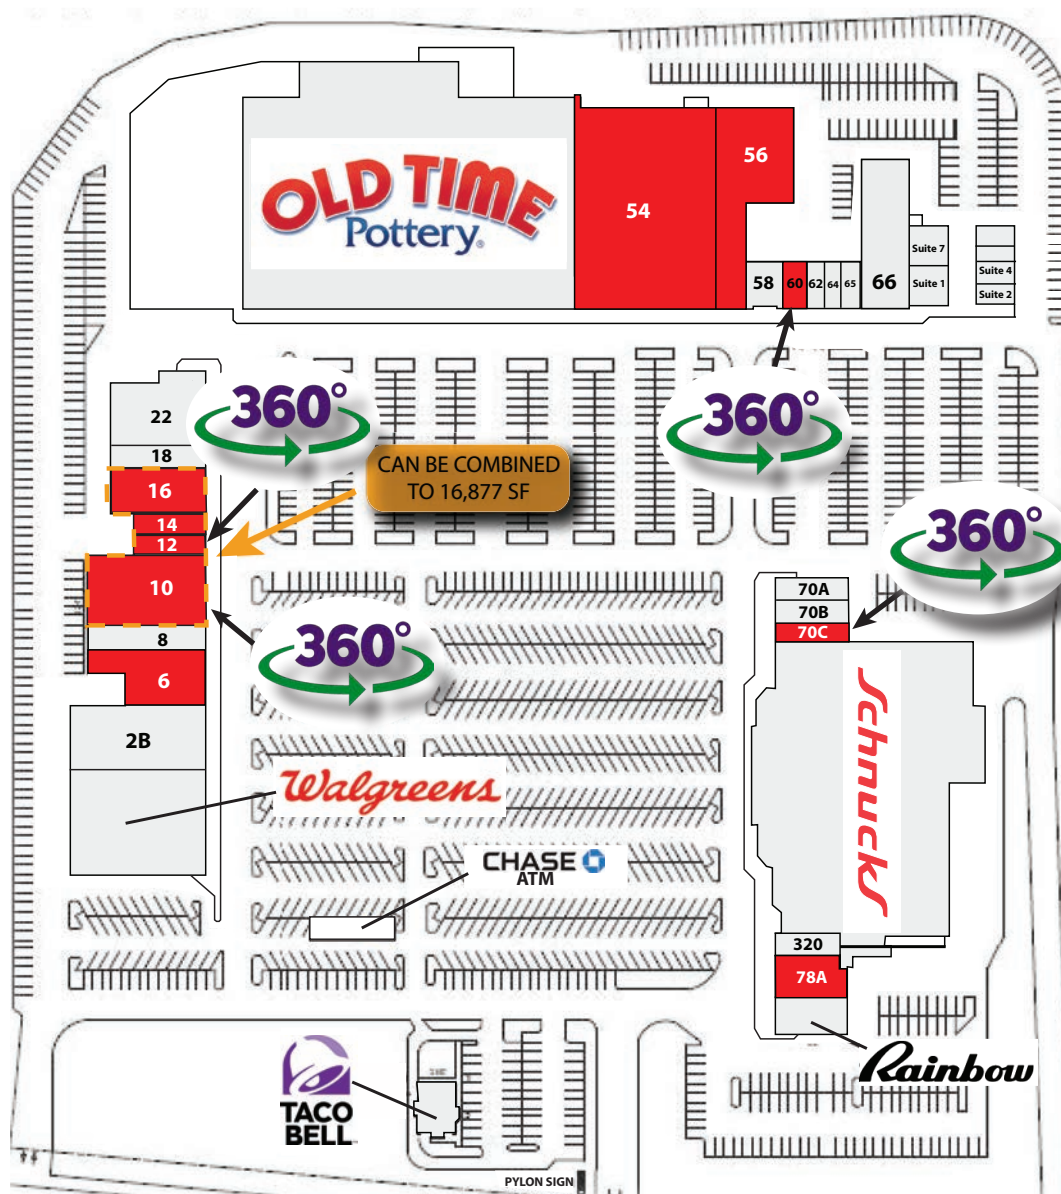 OLD TIME
Pottery®
54
56
58
60
62
64
65
66
Suite 7
Suite 1
Suite 4
Suite 2
360°
360°
22
18
16
14
12
10
8
6
2B
CAN BE COMBINED
TO 16,877 SF
360°
360°
70A
70B
70C
Schnucks
Walgreens
CHASE
ATM
320
78A
Rainbow
TACO
BELL
PYLON SIGN